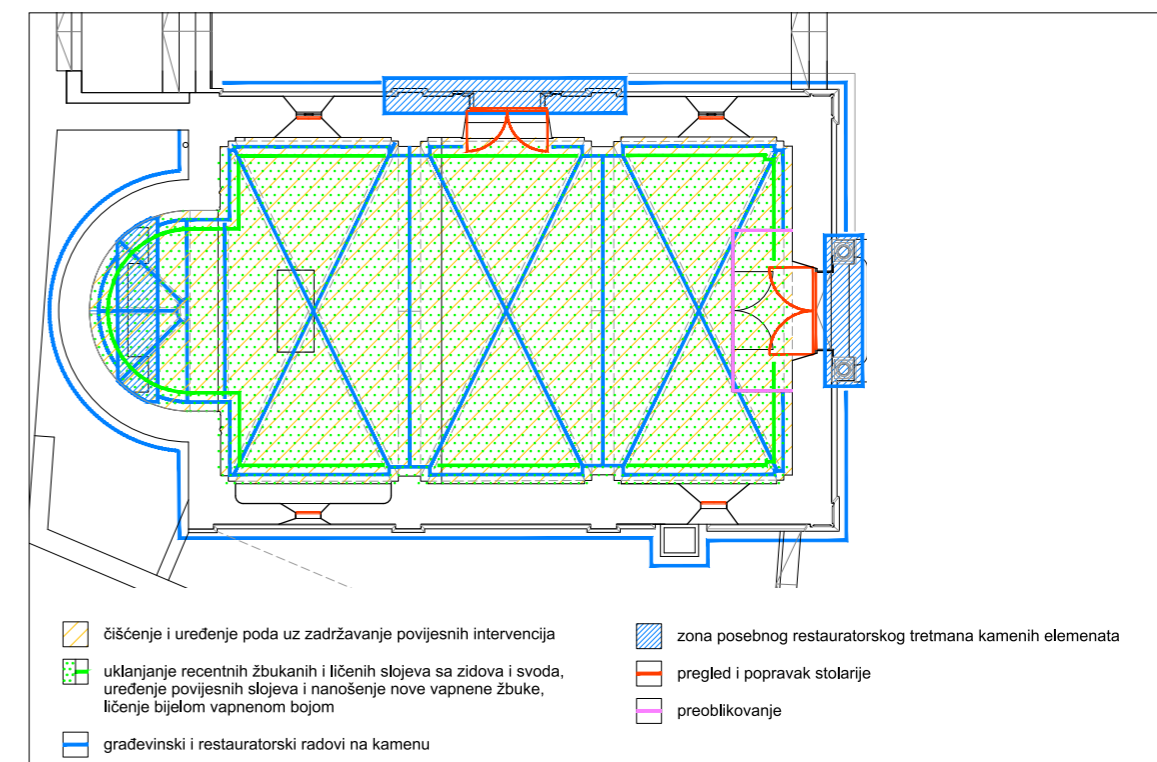 čišćenje i uređenje poda uz zadržavanje povijesnih intervencija
uklanjanje recentnih žbukanih i ličenih slojeva sa zidova i svoda,
uređenje povijesnih slojeva i nanošenje nove vapnene žbuke,
ličenje bijelom vapnenom bojom
građevinski i restauratorski radovi na kamenu
zona posebnog restauratorskog tretmana kamenih elemenata
pregled i popravak stolarije
preoblikovanje